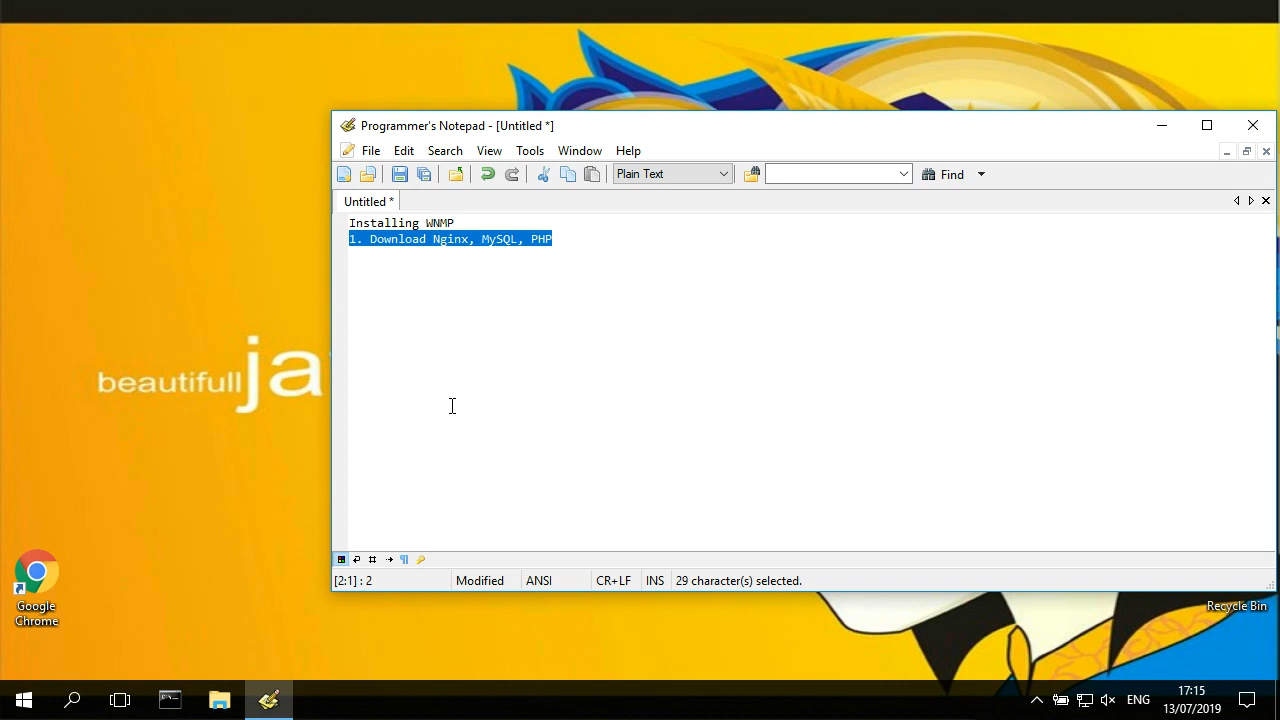 beautifull ja
Programmer's Notepad - [Untitled *]
File Edit Search View Tools Window Help
Plain Text Find
Untitled *
Installing WNMP
1. Download Nginx, MySQL, PHP
[2:1] : 2 Modified ANSI CR+LF INS 29 character(s) selected.
Google
Chrome
Recycle Bin
ENG
17:15
13/07/2019